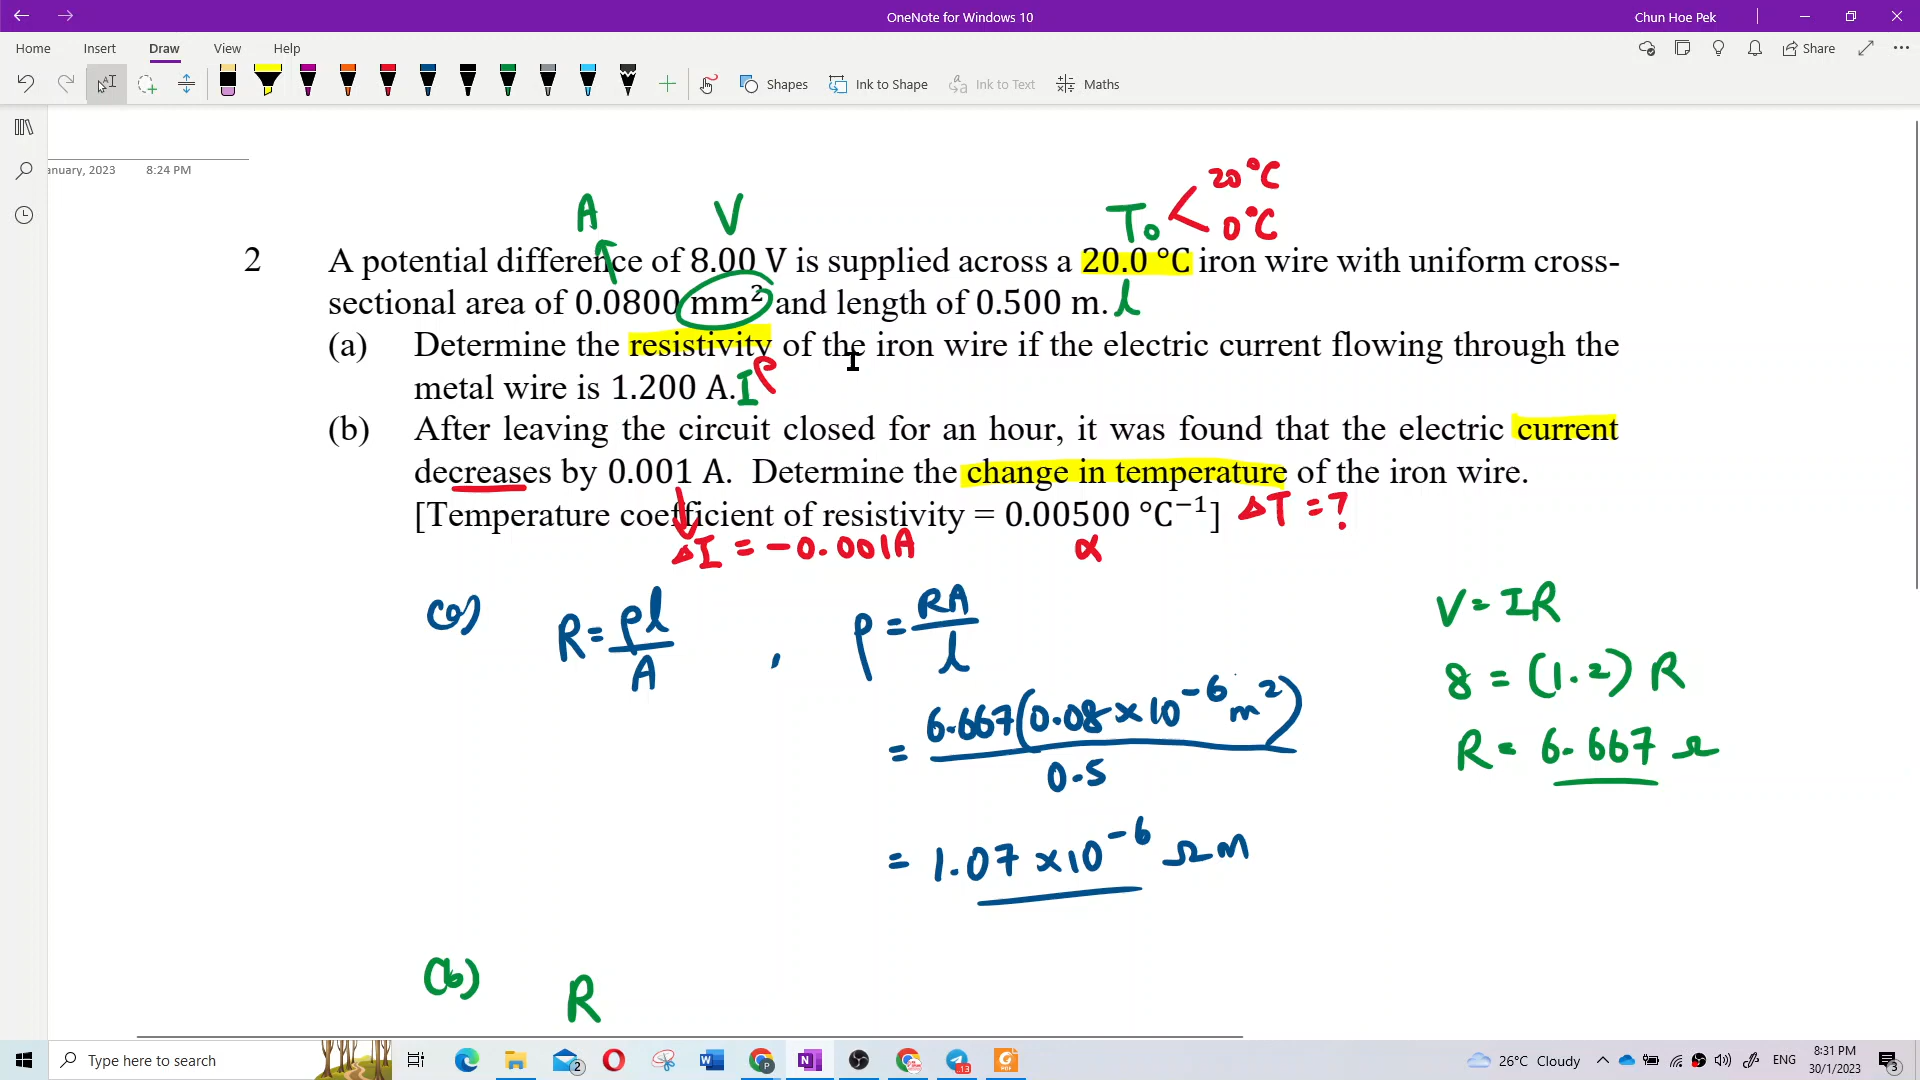 OneNote for Windows 10
Chun Hoe Pek
Home Insert Draw View Help
Share
Shapes Ink to Shape Ink to Text Maths
anuary, 2023 8:24 PM
20°C
A V T₀ < 0°C
2 A potential difference of 8.00 V is supplied across a 20.0 °C iron wire with uniform cross-
sectional area of 0.0800 mm² and length of 0.500 m. l
(a) Determine the resistivity of the iron wire if the electric current flowing through the
metal wire is 1.200 A. I ρ
(b) After leaving the circuit closed for an hour, it was found that the electric current
decreases by 0.001 A. Determine the change in temperature of the iron wire.
[Temperature coefficient of resistivity = 0.00500 °C⁻¹] ΔT = ?
ΔI = -0.001A α
(a) R = ρl/A , ρ = RA/l
= 6.667(0.08 × 10⁻⁶ m²)/0.5
= 1.07 × 10⁻⁶ Ωm
V = IR
8 = (1.2) R
R = 6.667 Ω
(b) R
Type here to search
2
13
26°C Cloudy
ENG
8:31 PM
30/1/2023
3